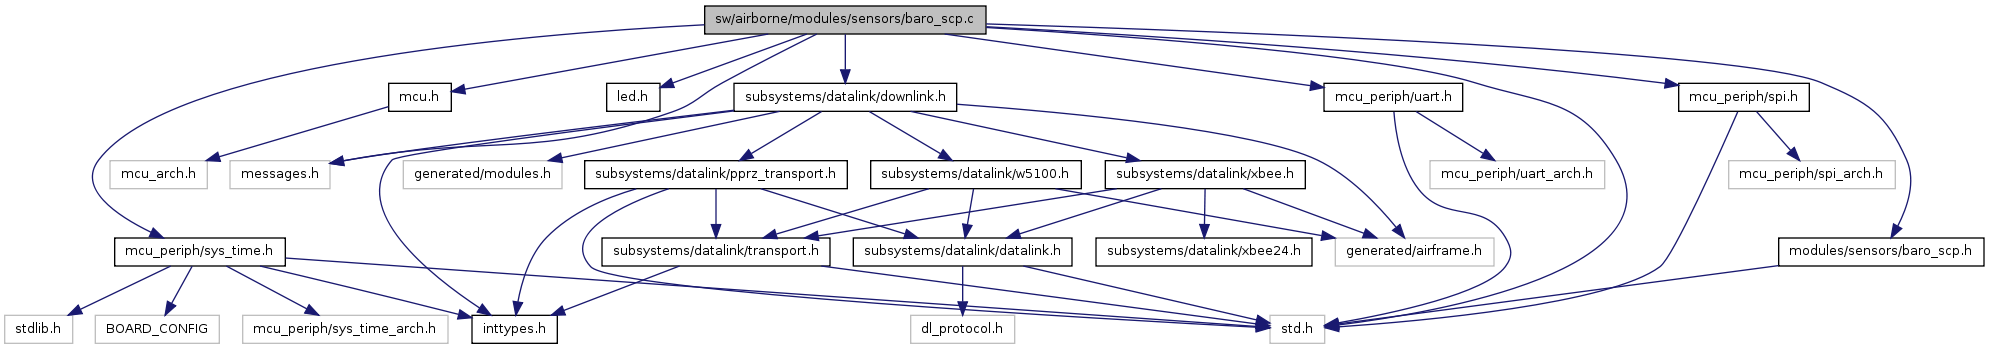 sw/airborne/modules/sensors/baro_scp.c
mcu.h
led.h
subsystems/datalink/downlink.h
mcu_periph/uart.h
mcu_periph/spi.h
mcu_arch.h
messages.h
generated/modules.h
subsystems/datalink/pprz_transport.h
subsystems/datalink/w5100.h
subsystems/datalink/xbee.h
mcu_periph/uart_arch.h
mcu_periph/spi_arch.h
mcu_periph/sys_time.h
subsystems/datalink/transport.h
subsystems/datalink/datalink.h
subsystems/datalink/xbee24.h
generated/airframe.h
modules/sensors/baro_scp.h
stdlib.h
BOARD_CONFIG
mcu_periph/sys_time_arch.h
inttypes.h
dl_protocol.h
std.h